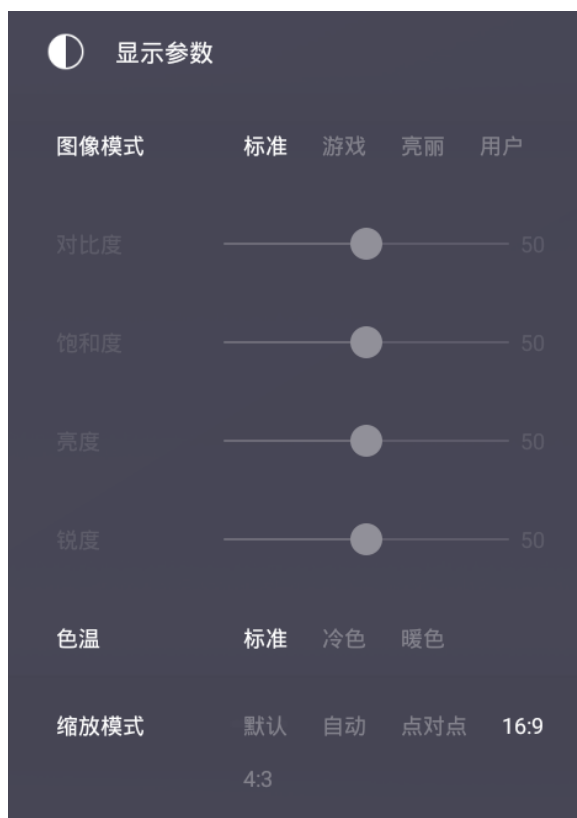 显示参数
图像模式 标准 游戏 亮丽 用户
对比度 50
饱和度 50
亮度 50
锐度 50
色温 标准 冷色 暖色
缩放模式 默认 自动 点对点 16:9
4:3